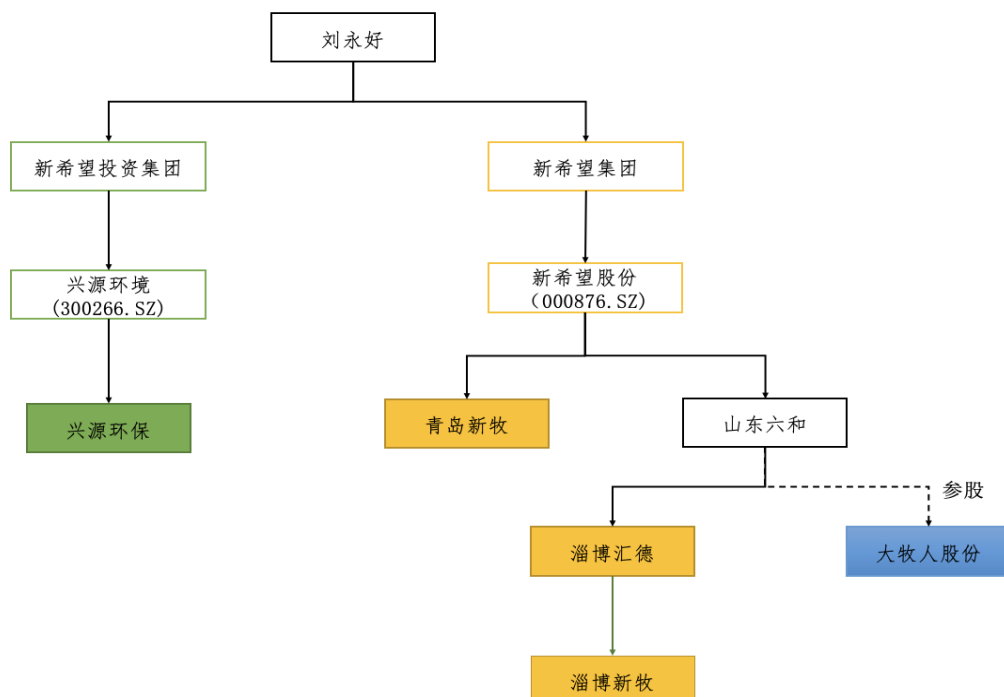 刘永好
新希望投资集团
新希望集团
兴源环境
(300266.SZ)
新希望股份
（000876.SZ）
兴源环保
青岛新牧
山东六和
参股
淄博汇德
大牧人股份
淄博新牧